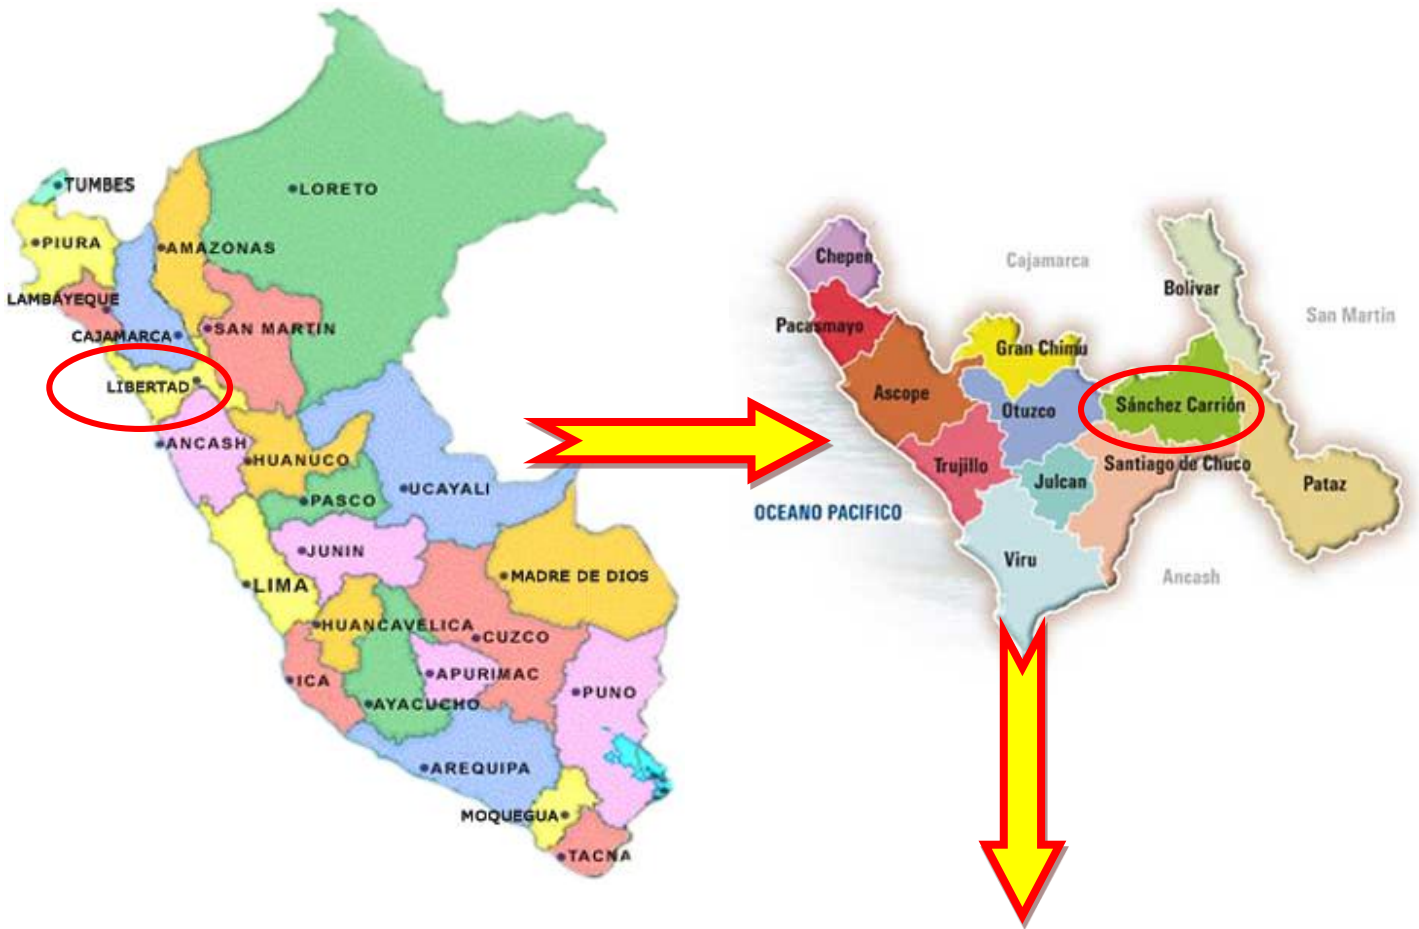 LORETO
TUMBES
PIURA
AMAZONAS
LAMBAYEQUE
CAJAMARCA
SAN MARTIN
LIBERTAD
ANCASH
HUANUCO
UCAYALI
PASCO
JUNIN
LIMA
MADRE DE DIOS
HUANCAVELICA
CUZCO
ICA
APURIMAC
AYACUCHO
PUNO
AREQUIPA
MOQUEGUA
TACNA
Chepen
Cajamarca
Bolivar
San Martin
Pacasmayo
Gran Chimu
Ascope
Otuzco
Sánchez Carrión
Trujillo
Julcan
Santiago de Chuco
Pataz
OCEANO PACIFICO
Viru
Ancash